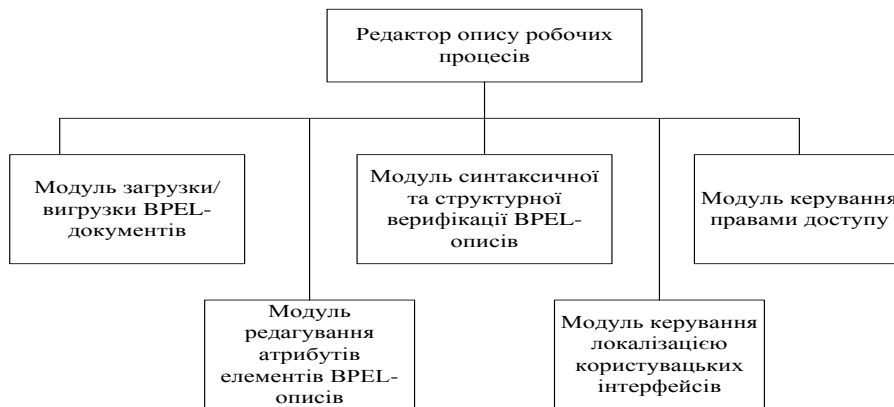 Редактор опису робочих
процесів
Модуль загрузки/
вигрузки BPEL-
документів
Модуль синтаксичної
та структурної
верифікації BPEL-
описів
Модуль керування
правами доступу
Модуль
редагування
атрибутів
елементів BPEL-
описів
Модуль керування
локалізацією
користувацьких
інтерфейсів